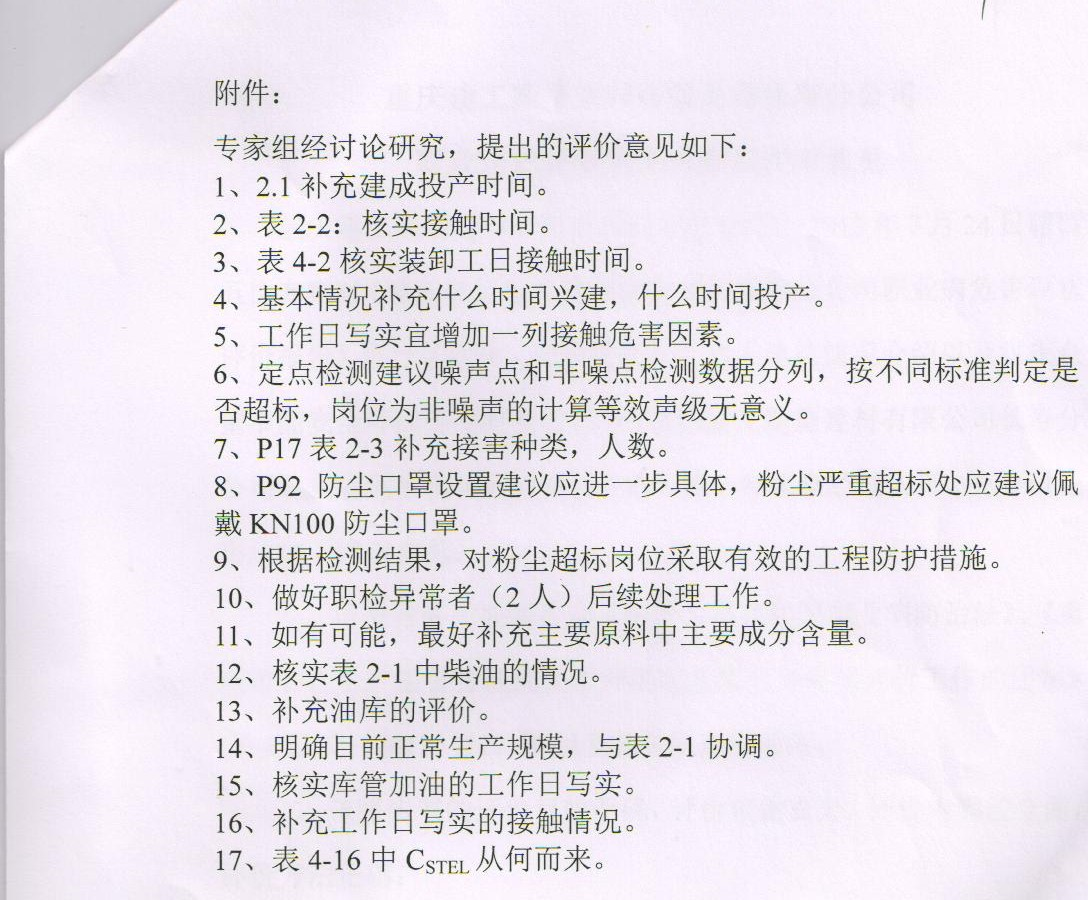 附件：
专家组经讨论研究，提出的评价意见如下：
1、2.1 补充建成投产时间。
2、表 2-2：核实接触时间。
3、表 4-2 核实装卸工日接触时间。
4、基本情况补充什么时间兴建，什么时间投产。
5、工作日写实宜增加一列接触危害因素。
6、定点检测建议噪声点和非噪点检测数据分列，按不同标准判定是
否超标，岗位为非噪声的计算等效声级无意义。
7、P17 表 2-3 补充接害种类，人数。
8、P92 防尘口罩设置建议应进一步具体，粉尘严重超标处应建议佩
戴 KN100 防尘口罩。
9、根据检测结果，对粉尘超标岗位采取有效的工程防护措施。
10、做好职检异常者（2 人）后续处理工作。
11、如有可能，最好补充主要原料中主要成分含量。
12、核实表 2-1 中柴油的情况。
13、补充油库的评价。
14、明确目前正常生产规模，与表 2-1 协调。
15、核实库管加油的工作日写实。
16、补充工作日写实的接触情况。
17、表 4-16 中 CSTEL 从何而来。